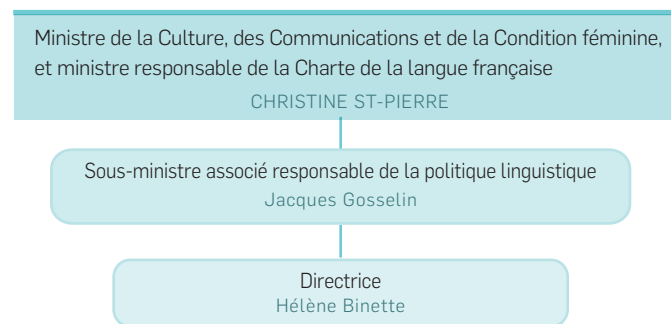 Ministre de la Culture, des Communications et de la Condition féminine,
et ministre responsable de la Charte de la langue française
CHRISTINE ST-PIERRE
Sous-ministre associé responsable de la politique linguistique
Jacques Gosselin
Directrice
Hélène Binette